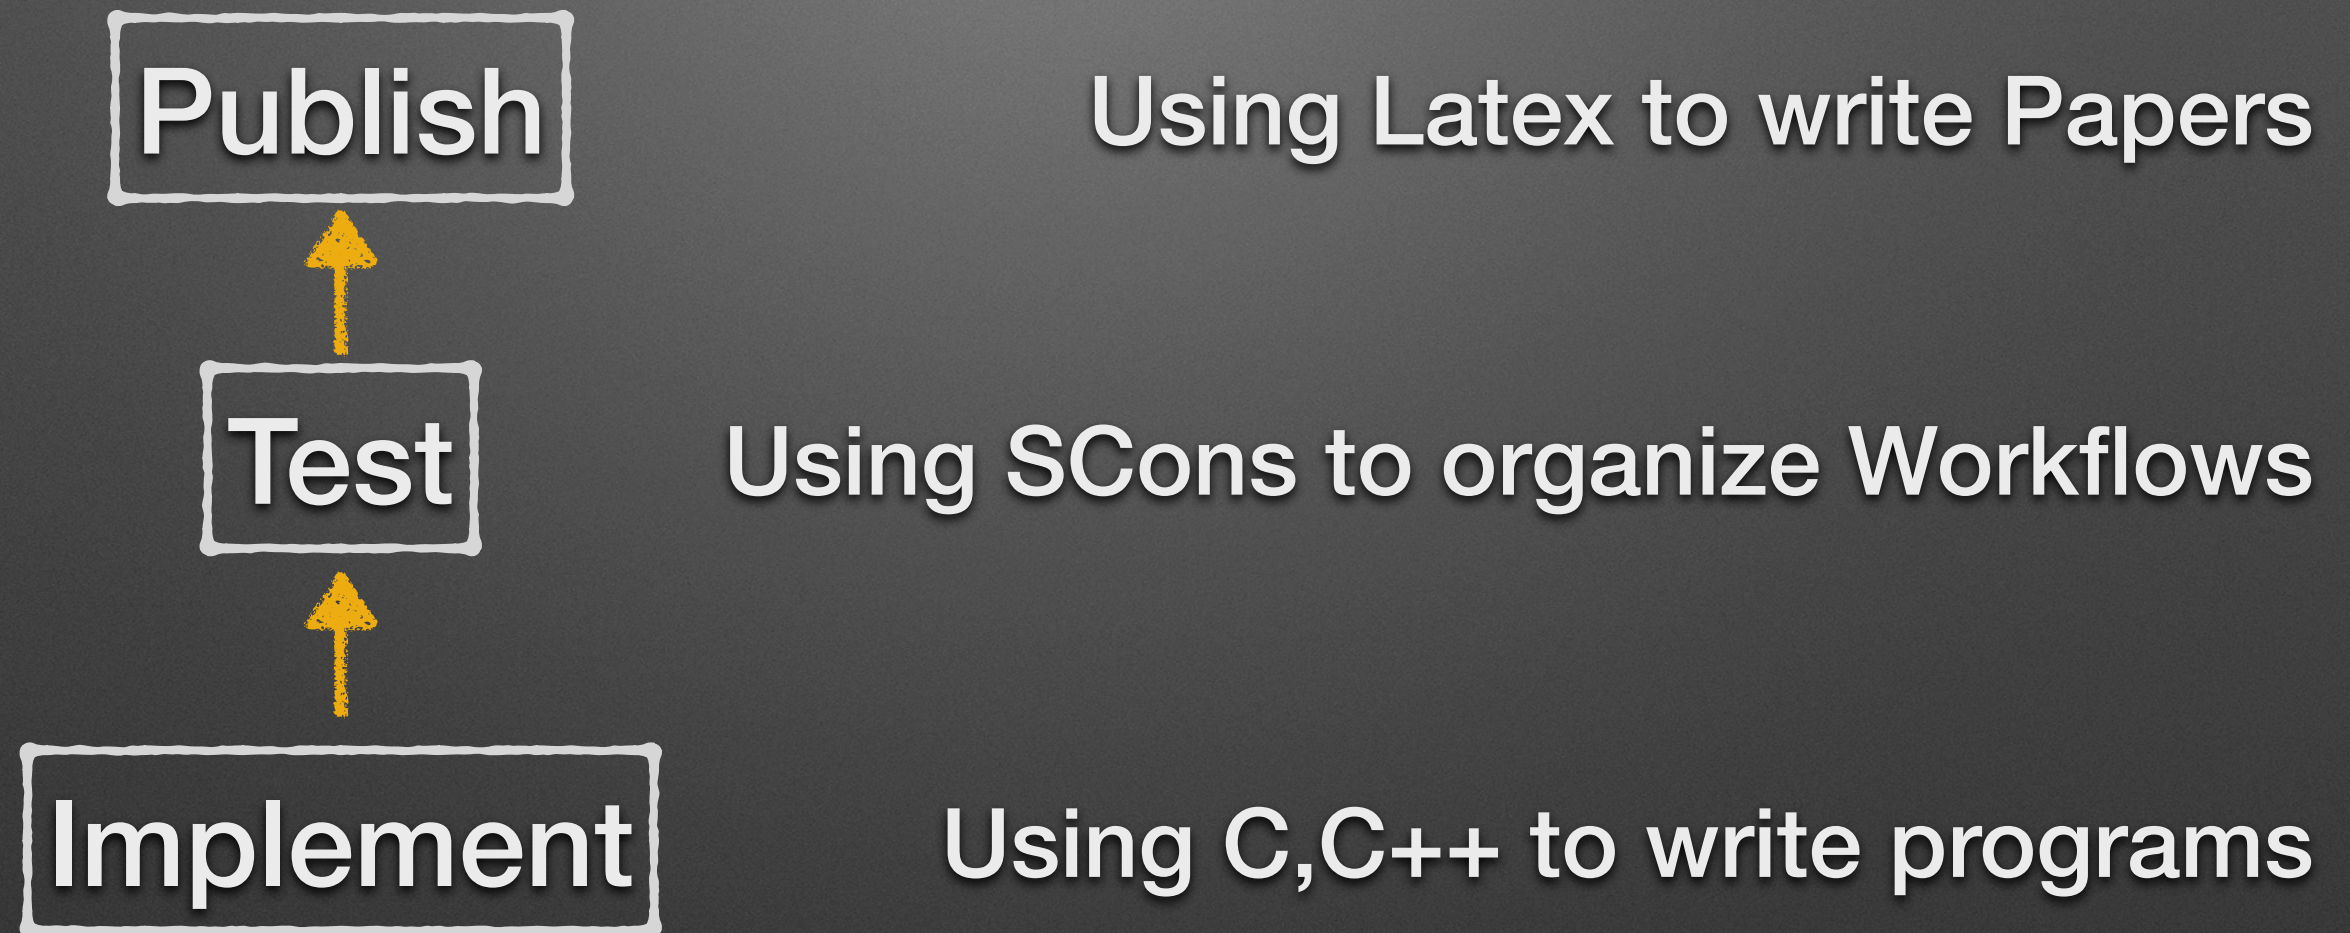 Publish
Using Latex to write Papers
Test
Using SCons to organize Workflows
Implement
Using C,C++ to write programs